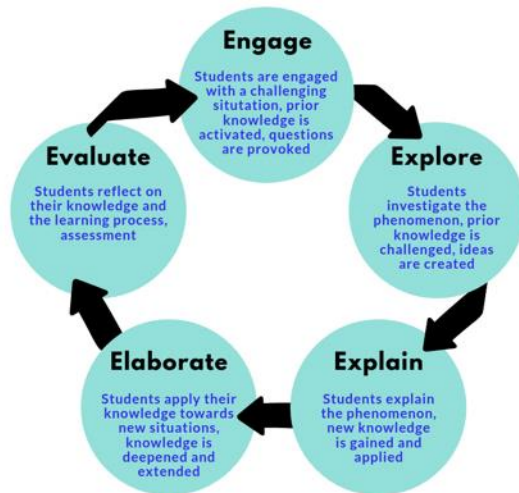 Engage
Students are engaged
with a challenging
situtation, prior
knowledge is
activated, questions
are provoked
Explore
Students
investigate the
phenomenon, prior
knowledge is
challenged, ideas
are created
Explain
Students explain
the phenomenon,
new knowledge
is gained and
applied
Elaborate
Students apply their
knowledge towards
new situations,
knowledge is
deepened and
extended
Evaluate
Students reflect on
their knowledge and
the learning process,
assessment